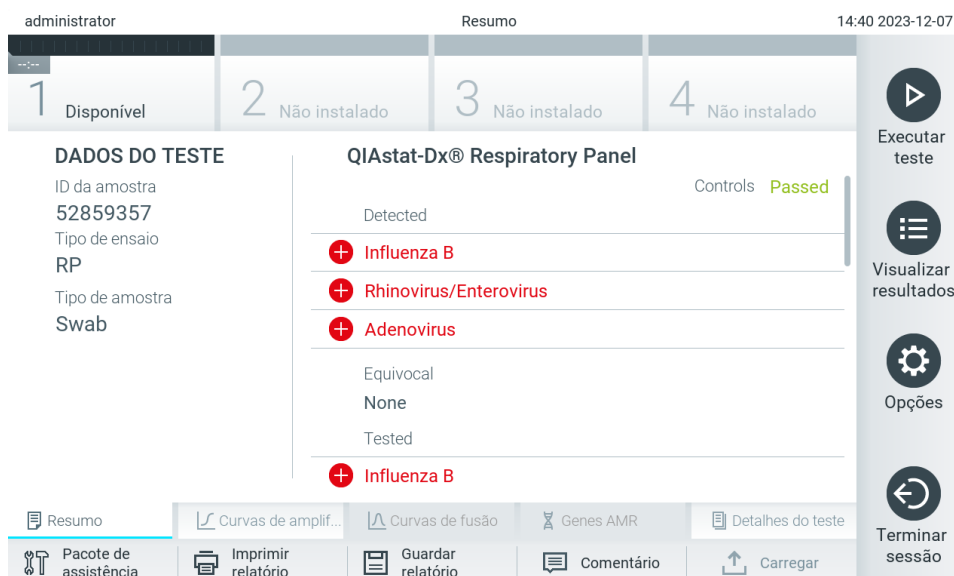 administrator
Resumo
14:40 2023-12-07
--:--
1 Disponível
2 Não instalado
3 Não instalado
4 Não instalado
Executar
teste
DADOS DO TESTE
ID da amostra
52859357
Tipo de ensaio
RP
Tipo de amostra
Swab
QIAstat-Dx® Respiratory Panel
Controls Passed
Detected
Influenza B
Rhinovirus/Enterovirus
Adenovirus
Equivocal
None
Tested
Influenza B
Visualizar
resultados
Opções
Terminar
sessão
Resumo
Curvas de amplif...
Curvas de fusão
Genes AMR
Detalhes do teste
Pacote de
assistência
Imprimir
relatório
Guardar
relatório
Comentário
Carregar